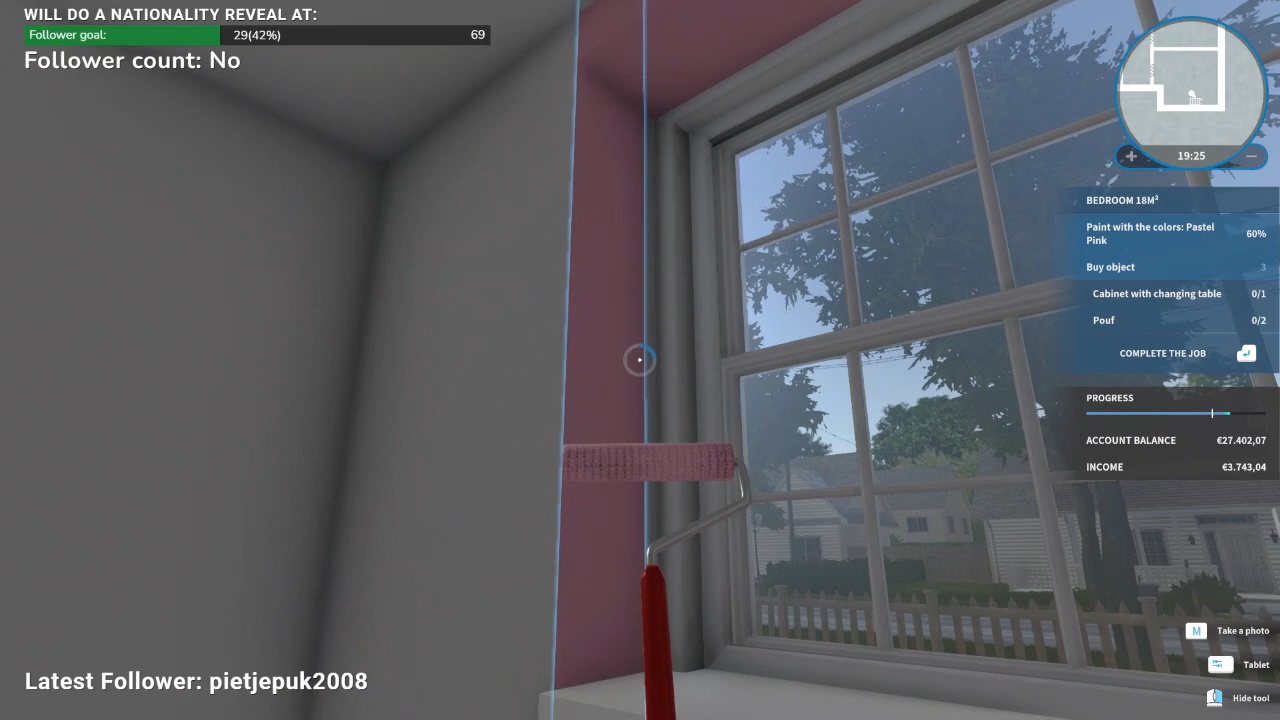 WILL DO A NATIONALITY REVEAL AT:
Follower goal: 29(42%) 69
Follower count: No
19:25
BEDROOM 18M²
Paint with the colors: Pastel
Pink 60%
Buy object 3
Cabinet with changing table 0/1
Pouf 0/2
COMPLETE THE JOB
PROGRESS
ACCOUNT BALANCE €27.402,07
INCOME €3.743,04
M Take a photo
Tablet
Hide tool
Latest Follower: pietjepuk2008